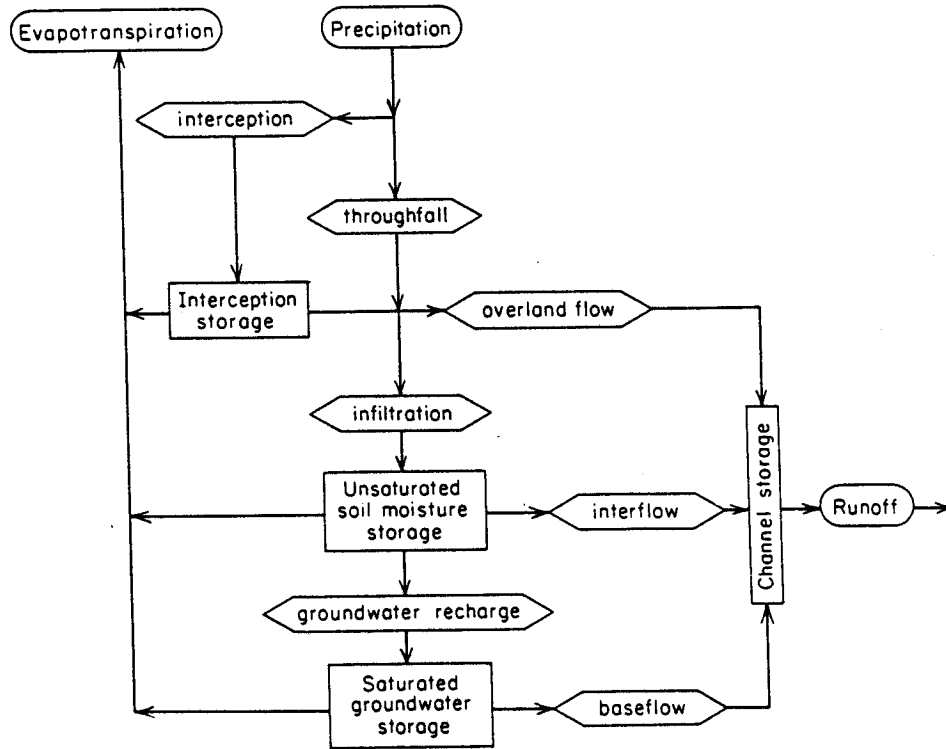 Evapotranspiration
Precipitation
interception
throughfall
Interception
storage
overland flow
infiltration
Unsaturated
soil moisture
storage
interflow
Channel storage
Runoff
groundwater recharge
Saturated
groundwater
storage
baseflow